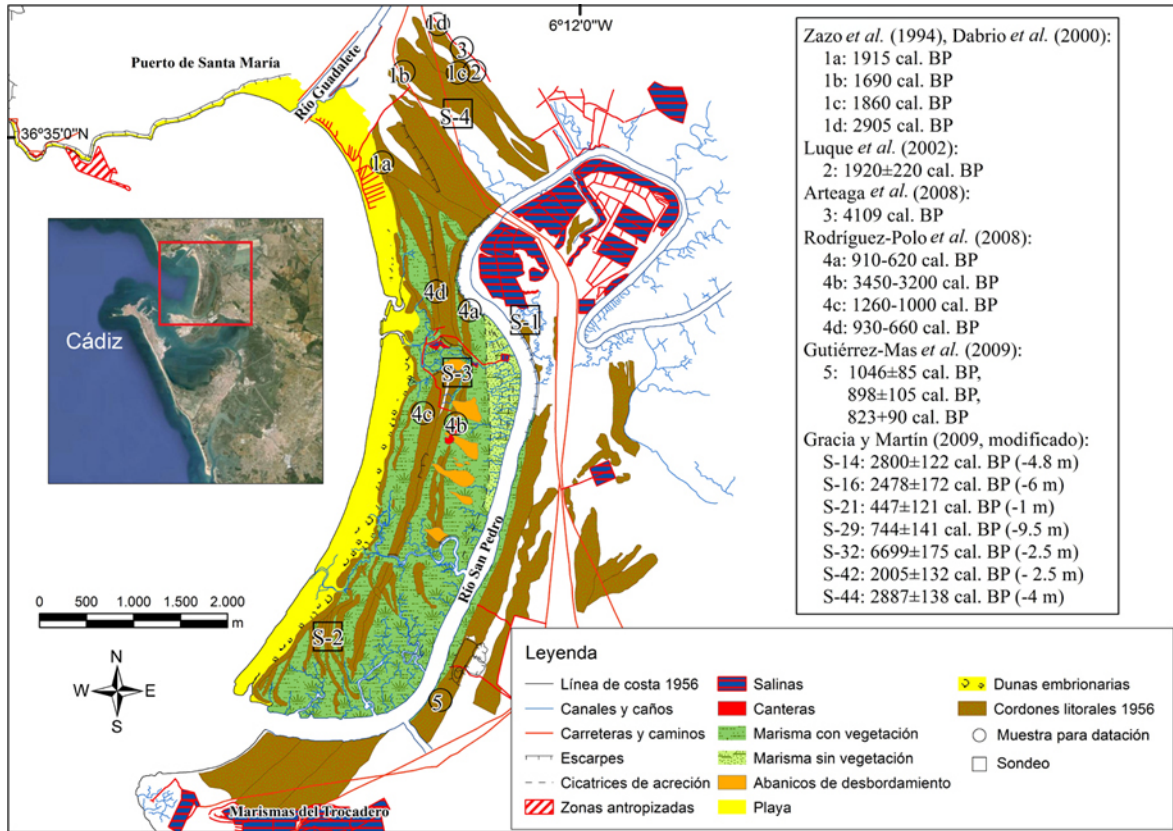 6°12'0"W
36°35'0"N
Puerto de Santa María
Río Guadalete
1d
3
1b
1c
2
S-4
1a
4d
4a
S-1
S-3
4c
4b
Río San Pedro
S-2
5
Marismas del Trocadero
Cádiz
0 500 1.000 1.500 2.000
m
N
W E
S
Zazo et al. (1994), Dabrio et al. (2000):
1a: 1915 cal. BP
1b: 1690 cal. BP
1c: 1860 cal. BP
1d: 2905 cal. BP
Luque et al. (2002):
2: 1920±220 cal. BP
Arteaga et al. (2008):
3: 4109 cal. BP
Rodríguez-Polo et al. (2008):
4a: 910-620 cal. BP
4b: 3450-3200 cal. BP
4c: 1260-1000 cal. BP
4d: 930-660 cal. BP
Gutiérrez-Mas et al. (2009):
5: 1046±85 cal. BP,
898±105 cal. BP,
823+90 cal. BP
Gracia y Martín (2009, modificado):
S-14: 2800±122 cal. BP (-4.8 m)
S-16: 2478±172 cal. BP (-6 m)
S-21: 447±121 cal. BP (-1 m)
S-29: 744±141 cal. BP (-9.5 m)
S-32: 6699±175 cal. BP (-2.5 m)
S-42: 2005±132 cal. BP (- 2.5 m)
S-44: 2887±138 cal. BP (-4 m)
Leyenda
Línea de costa 1956
Canales y caños
Carreteras y caminos
Escarpes
Cicatrices de acreción
Zonas antropizadas
Salinas
Canteras
Marisma con vegetación
Marisma sin vegetación
Abanicos de desbordamiento
Playa
Dunas embrionarias
Cordones litorales 1956
Muestra para datación
Sondeo